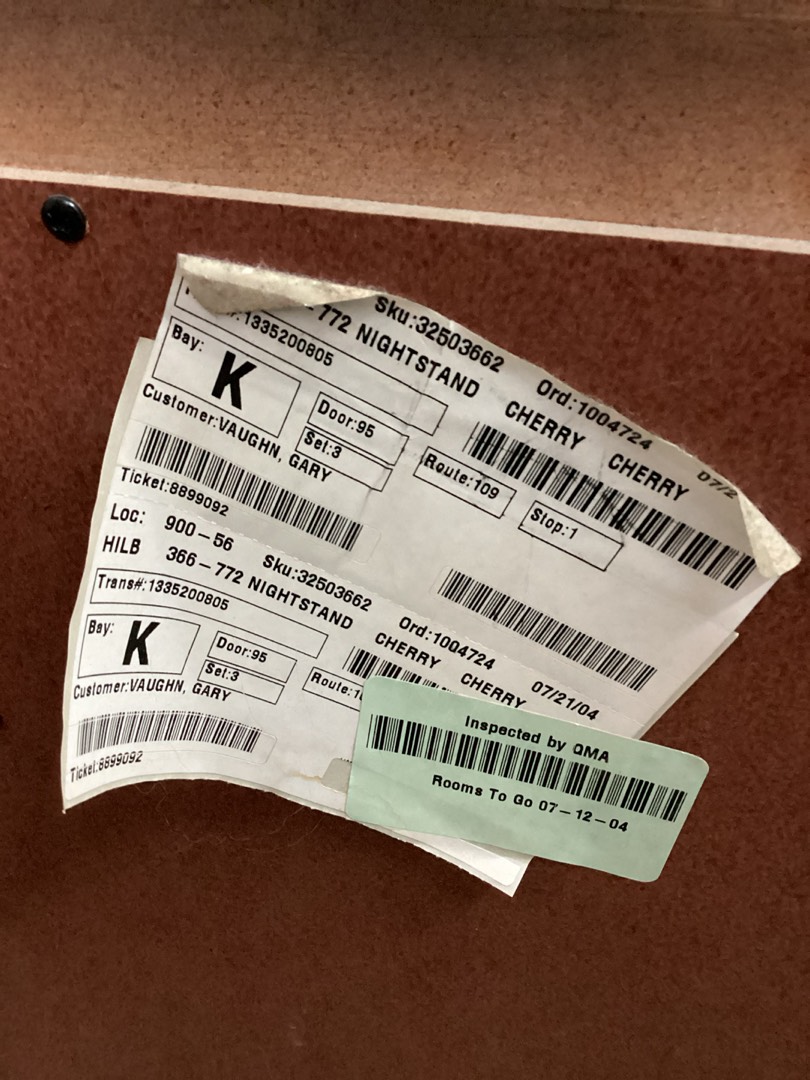 Sku:32503662 Ord:1004724
772 NIGHTSTAND CHERRY CHERRY
1335200805
Bay: K Door:95
Set:3 Route:109 Stop:1
Customer:VAUGHN, GARY
Ticket:8899092
Loc: 900-56 Sku:32503662 Ord:1004724 07/21/04
HILB 366-772 NIGHTSTAND CHERRY CHERRY
Trans#:1335200805
Bay: K Door:95
Set:3 Route:
Customer:VAUGHN, GARY
Ticket:8899092
Inspected by QMA
Rooms To Go 07-12-04